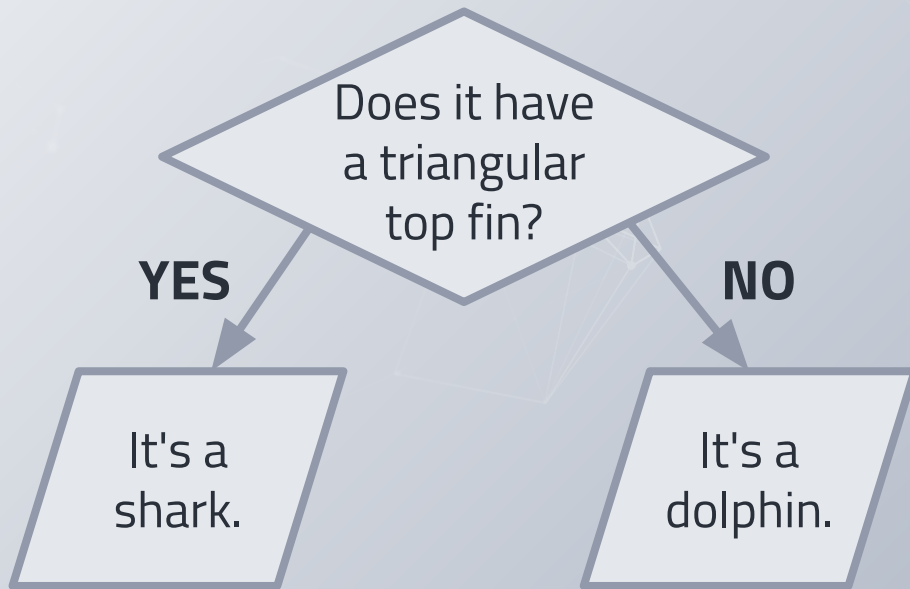 Does it have
a triangular
top fin?
YES
NO
It's a
shark.
It's a
dolphin.